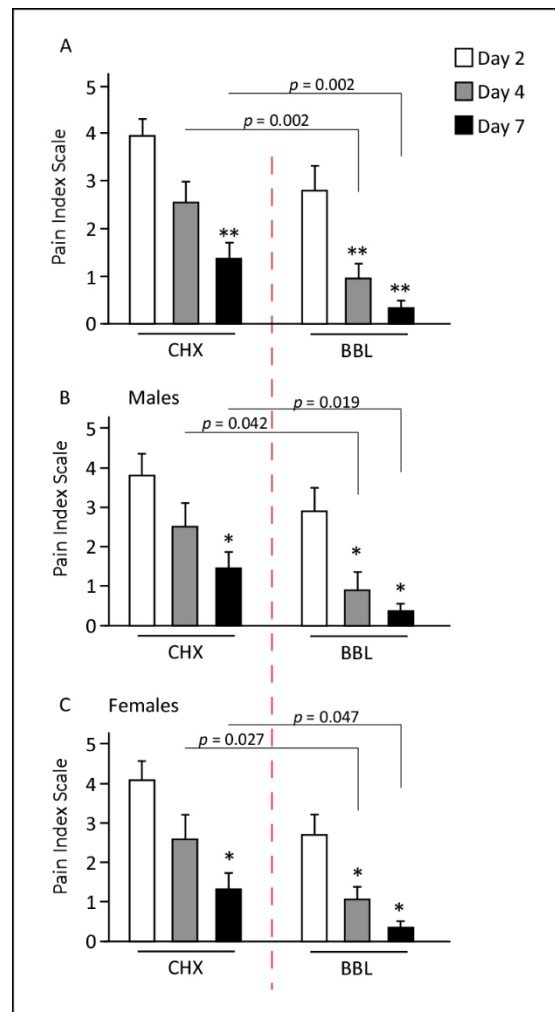 A
Day 2
Day 4
Day 7
p = 0.002
p = 0.002
Pain Index Scale
5
4
3
2
1
0
**
**
**
CHX
BBL
B Males
p = 0.019
p = 0.042
Pain Index Scale
5
4
3
2
1
0
*
*
*
CHX
BBL
C Females
p = 0.047
p = 0.027
Pain Index Scale
5
4
3
2
1
0
*
*
*
CHX
BBL